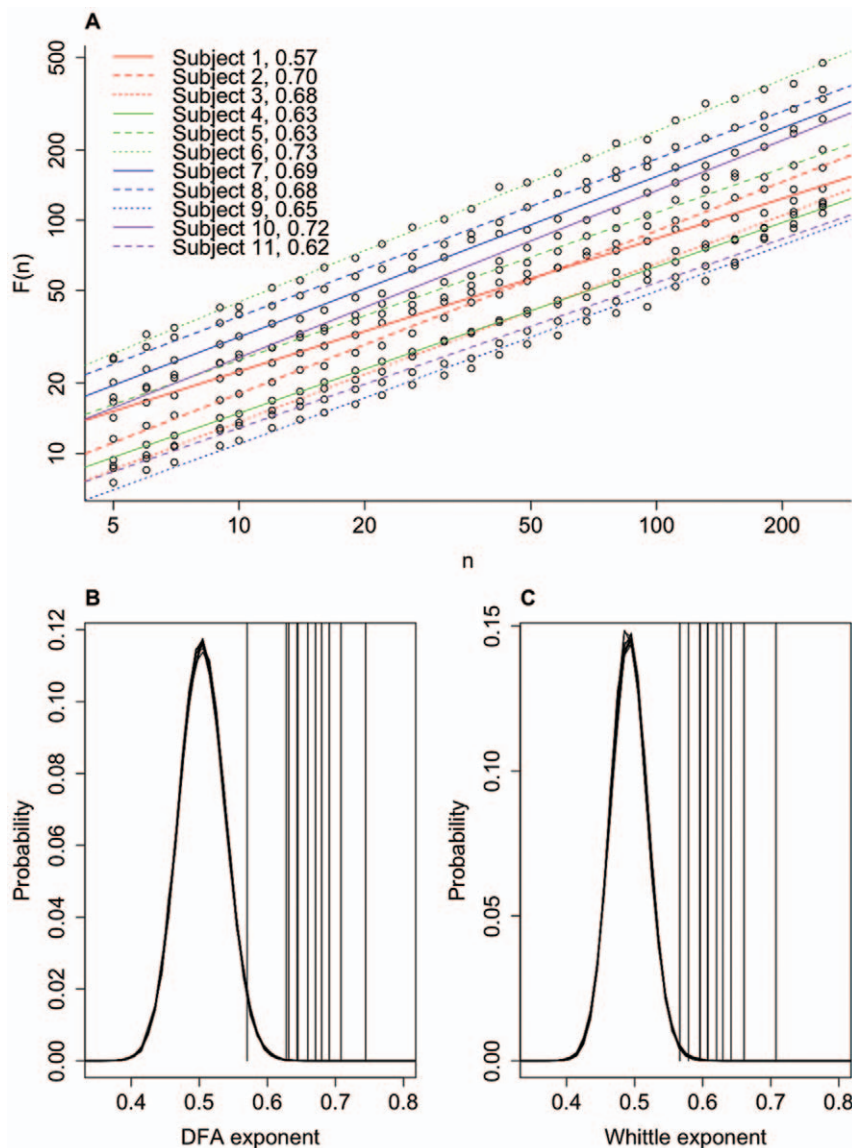 A
Subject 1, 0.57
Subject 2, 0.70
Subject 3, 0.68
Subject 4, 0.63
Subject 5, 0.63
Subject 6, 0.73
Subject 7, 0.69
Subject 8, 0.68
Subject 9, 0.65
Subject 10, 0.72
Subject 11, 0.62
F(n)
500
200
100
50
20
10
5 10 20 50 100 200
n
B
Probability
0.12
0.10
0.08
0.06
0.04
0.02
0.00
0.4 0.5 0.6 0.7 0.8
DFA exponent
C
Probability
0.15
0.10
0.05
0.00
0.4 0.5 0.6 0.7 0.8
Whittle exponent